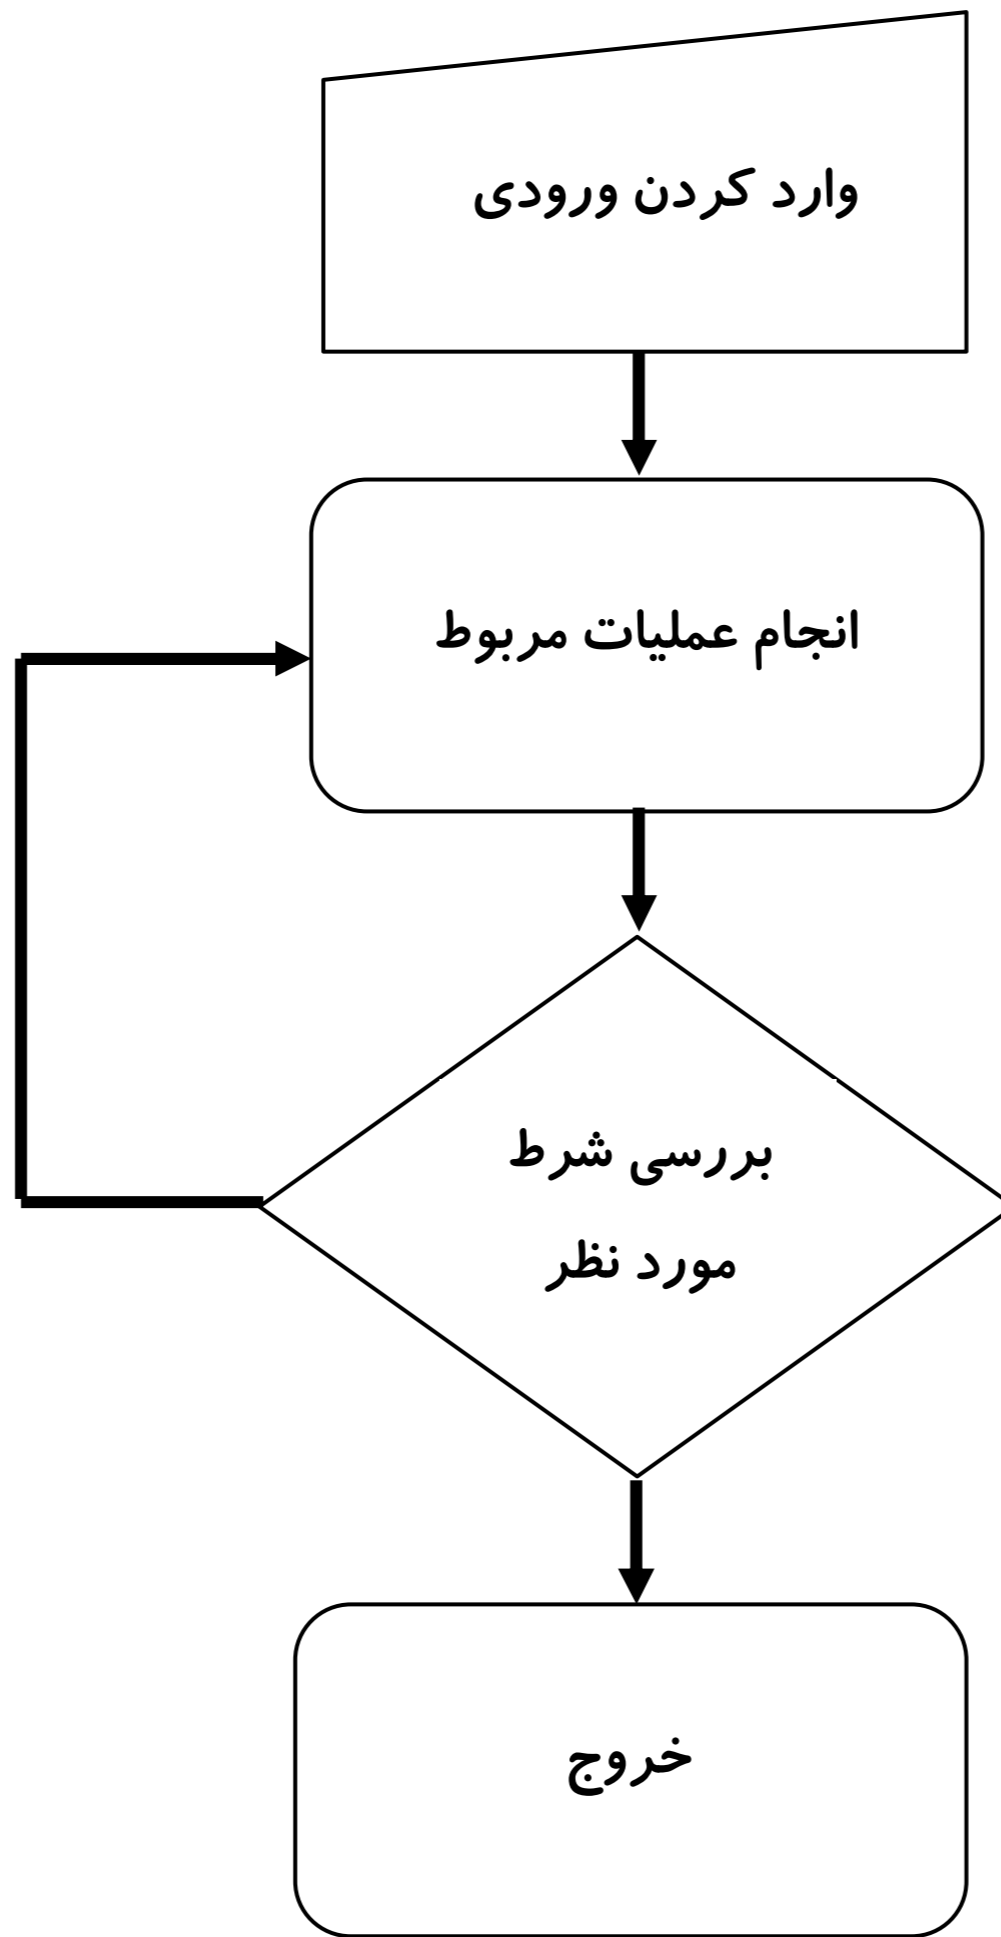 وارد کردن ورودی
انجام عملیات مربوط
بررسی شرط
مورد نظر
خروج